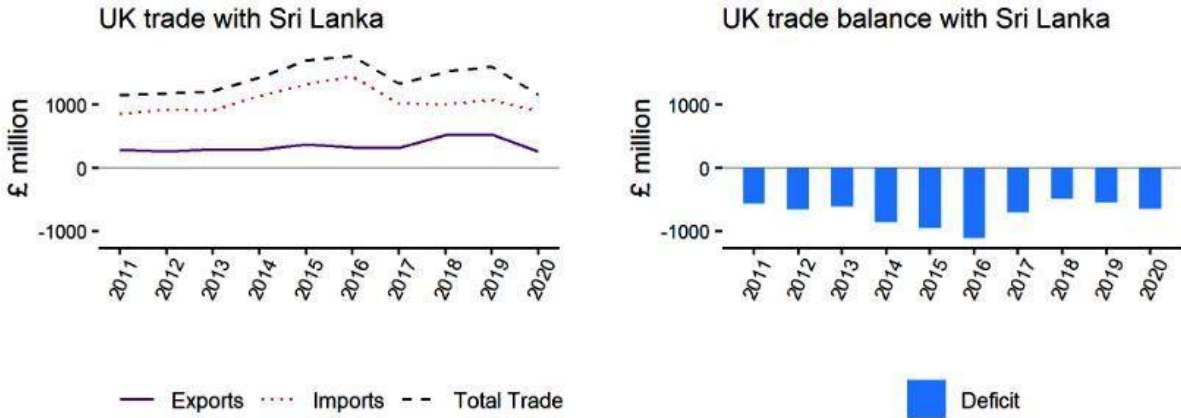 UK trade with Sri Lanka
£ million
1000
0
-1000
2011 2012 2013 2014 2015 2016 2017 2018 2019 2020
Exports Imports Total Trade
UK trade balance with Sri Lanka
£ million
1000
0
-1000
2011 2012 2013 2014 2015 2016 2017 2018 2019 2020
Deficit